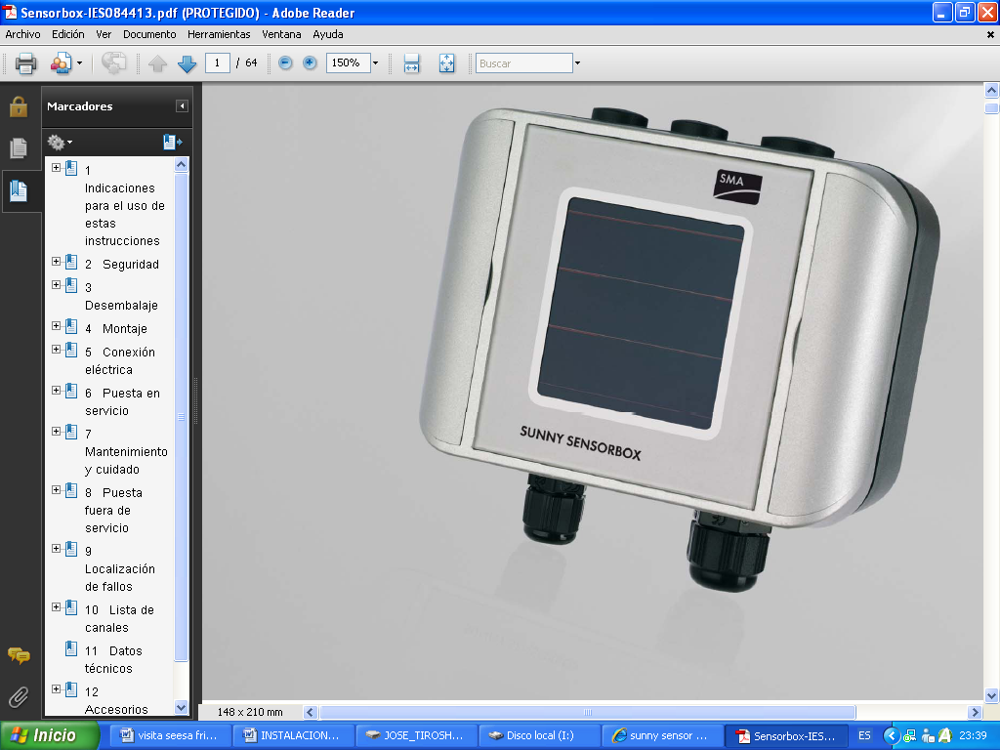 Sensorbox-IES084413.pdf (PROTEGIDO) - Adobe Reader
Archivo Edición Ver Documento Herramientas Ventana Ayuda
1 / 64 150% Buscar
Marcadores
1
Indicaciones
para el uso de
estas
instrucciones
2 Seguridad
3
Desembalaje
4 Montaje
5 Conexión
eléctrica
6 Puesta en
servicio
7
Mantenimiento
y cuidado
8 Puesta
fuera de
servicio
9
Localización
de fallos
10 Lista de
canales
11 Datos
técnicos
12
Accesorios
SMA
SUNNY SENSORBOX
148 x 210 mm
Inicio visita seesa fri... INSTALACION... JOSE_TIROSH... Disco local (I:) sunny sensor ... Sensorbox-IES... ES 23:39